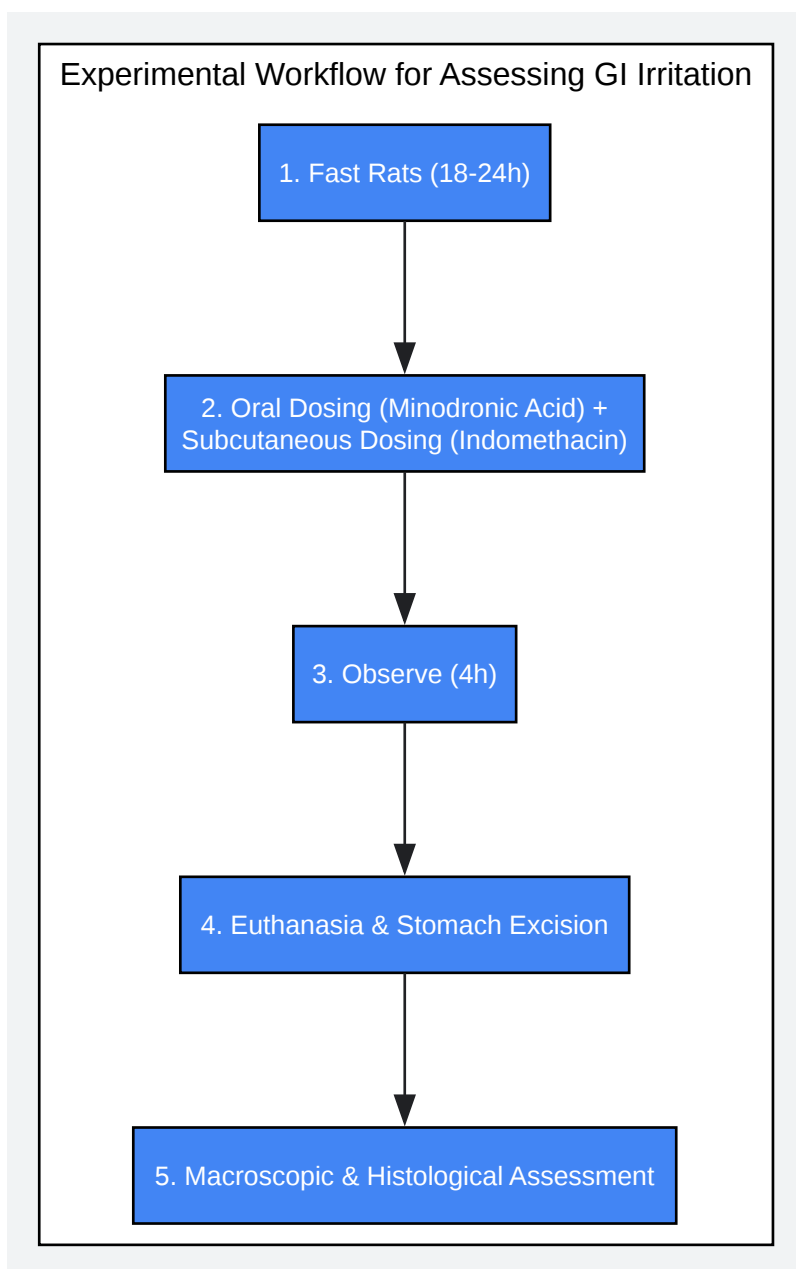 Experimental Workflow for Assessing GI Irritation
1. Fast Rats (18-24h)
2. Oral Dosing (Minodronic Acid) +
Subcutaneous Dosing (Indomethacin)
3. Observe (4h)
4. Euthanasia & Stomach Excision
5. Macroscopic & Histological Assessment